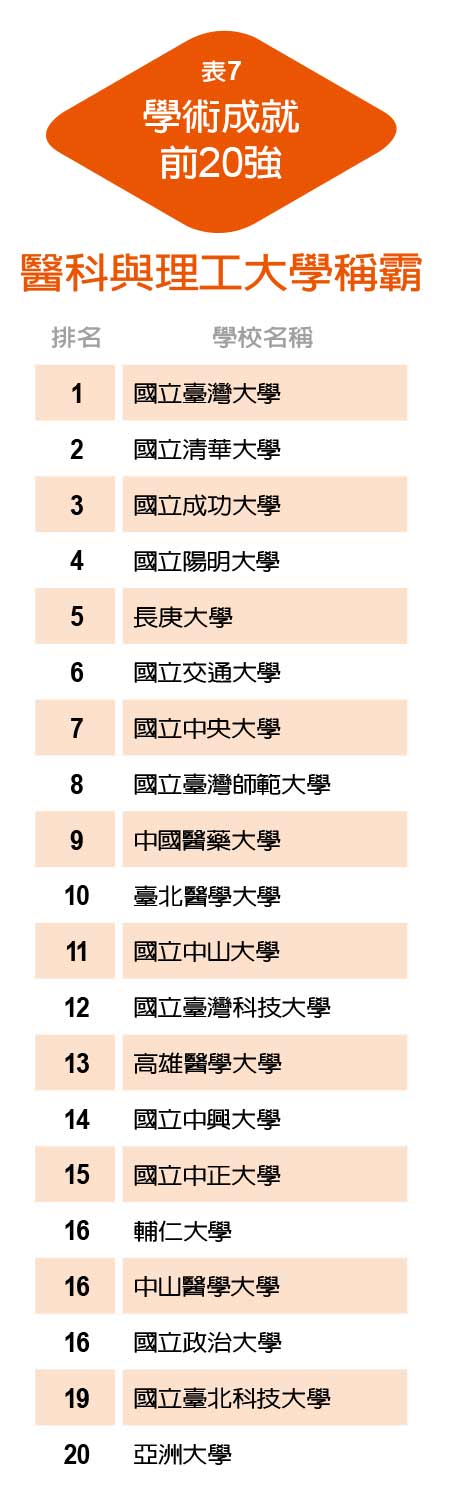 表7
學術成就
前20強
醫科與理工大學稱霸
排名 學校名稱
1 國立臺灣大學
2 國立清華大學
3 國立成功大學
4 國立陽明大學
5 長庚大學
6 國立交通大學
7 國立中央大學
8 國立臺灣師範大學
9 中國醫藥大學
10 臺北醫學大學
11 國立中山大學
12 國立臺灣科技大學
13 高雄醫學大學
14 國立中興大學
15 國立中正大學
16 輔仁大學
16 中山醫學大學
16 國立政治大學
19 國立臺北科技大學
20 亞洲大學